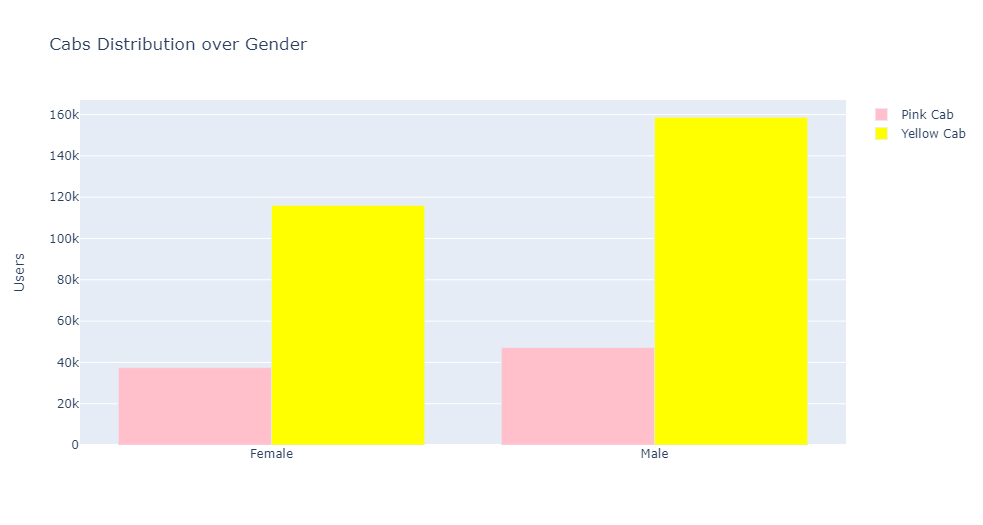 Cabs Distribution over Gender
160k
140k
120k
100k
80k
60k
40k
20k
0
Users
Female
Male
Pink Cab
Yellow Cab